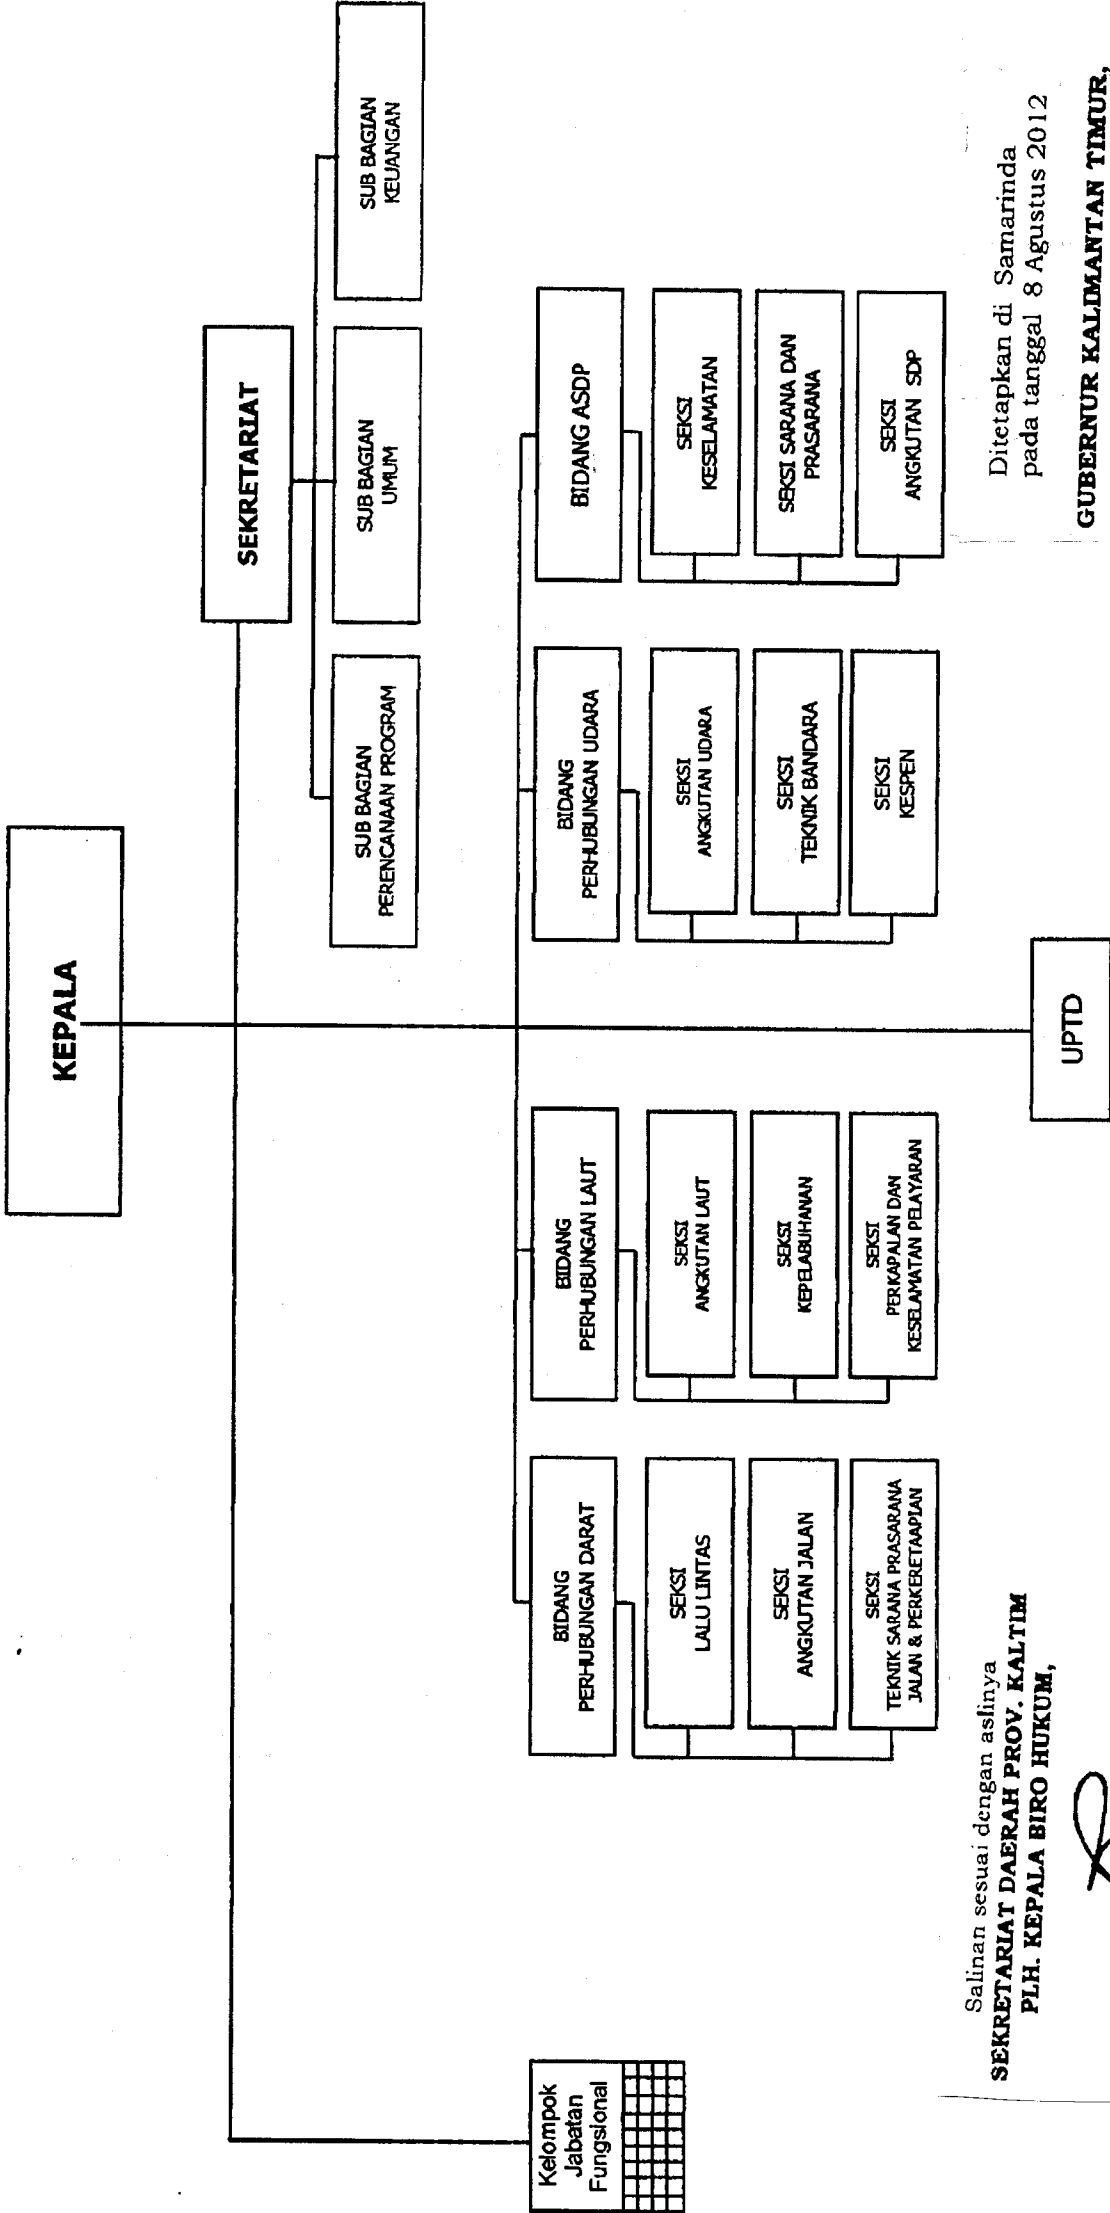 KEPALA
SEKRETARIAT
SUB BAGIAN
PERENCANAAN PROGRAM
SUB BAGIAN
UMUM
SUB BAGIAN
KEUANGAN
Kelompok
Jabatan
Fungsional
BIDANG
PERHUBUNGAN DARAT
SEKSI
LALU LINTAS
SEKSI
ANGKUTAN JALAN
SEKSI
TEKNIK SARANA PRASARANA
JALAN & PERKERETAAPIAN
BIDANG
PERHUBUNGAN LAUT
SEKSI
ANGKUTAN LAUT
SEKSI
KEPELABUHANAN
SEKSI
PERKAPALAN DAN
KESELAMATAN PELAYARAN
BIDANG
PERHUBUNGAN UDARA
SEKSI
ANGKUTAN UDARA
SEKSI
TEKNIK BANDARA
SEKSI
KESPEN
BIDANG ASDP
SEKSI
KESELAMATAN
SEKSI SARANA DAN
PRASARANA
SEKSI
ANGKUTAN SDP
UPTD
Salinan sesuai dengan aslinya
SEKRETARIAT DAERAH PROV. KALTIM
PLH. KEPALA BIRO HUKUM,
Ditetapkan di Samarinda
pada tanggal 8 Agustus 2012
GUBERNUR KALIMANTAN TIMUR,